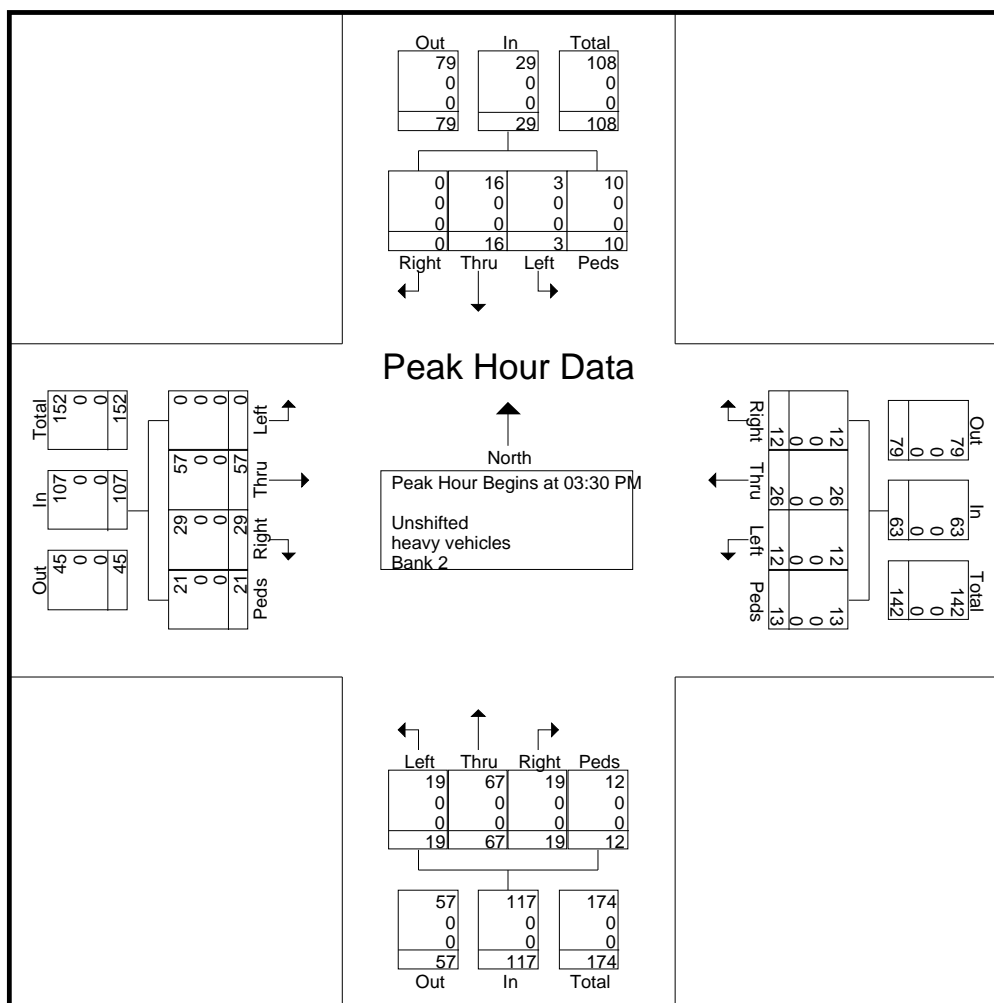 Out In Total
79 29 108
0 0 0
0 0 0
79 29 108
0 16 3 10
0 0 0 0
0 0 0 0
0 16 3 10
Right Thru Left Peds
Peak Hour Data
North
Peak Hour Begins at 03:30 PM
Unshifted
heavy vehicles
Bank 2
Total
152 0 0 152
In
107 0 0 107
Out
45 0 0 45
0 0 0 0
Left
57 0 0 57
Thru
29 0 0 29
Right
21 0 0 21
Peds
Right
12 0 0 12
Thru
26 0 0 26
Left
12 0 0 12
Peds
13 0 0 13
Out
79 0 0 79
In
63 0 0 63
Total
142 0 0 142
Left Thru Right Peds
19 67 19 12
0 0 0 0
0 0 0 0
19 67 19 12
57 117 174
0 0 0
0 0 0
57 117 174
Out In Total